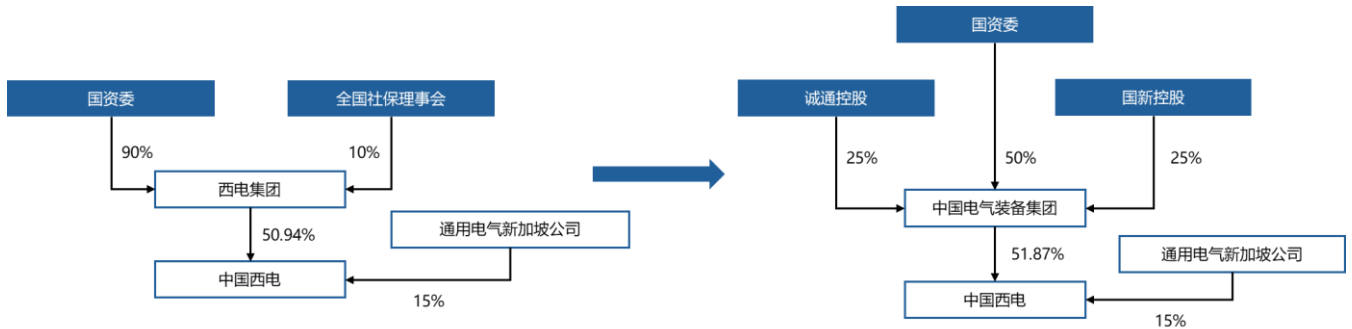 国资委
全国社保理事会
90%
10%
西电集团
50.94%
通用电气新加坡公司
中国西电
15%
国资委
诚通控股
国新控股
25%
50%
25%
中国电气装备集团
51.87%
通用电气新加坡公司
中国西电
15%